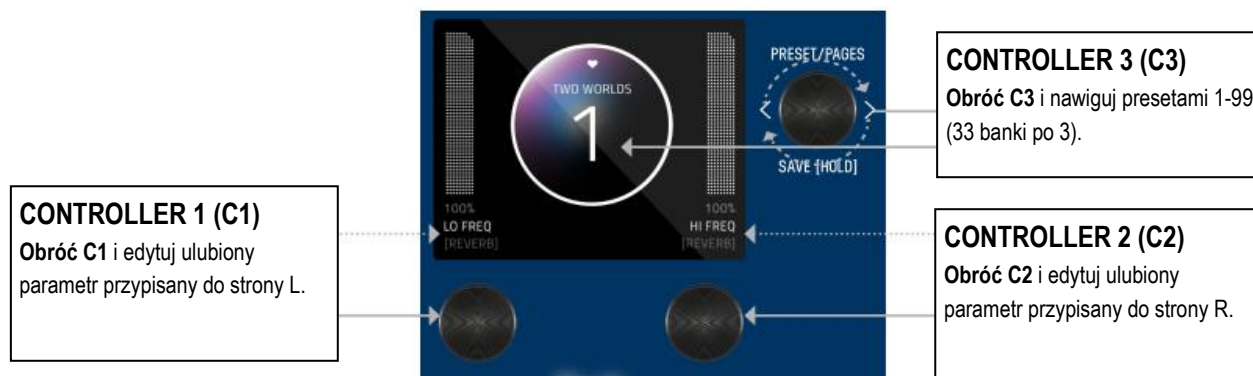 PRESET/PAGES
SAVE [HOLD]
TWO WORLDS
1
100%
LO FREQ
[REVERB]
100%
HI FREQ
[REVERB]
CONTROLLER 3 (C3)
Obróć C3 i nawiguj presetami 1-99
(33 banki po 3).
CONTROLLER 1 (C1)
Obróć C1 i edytuj ulubiony
parametr przypisany do strony L.
CONTROLLER 2 (C2)
Obróć C2 i edytuj ulubiony
parametr przypisany do strony R.